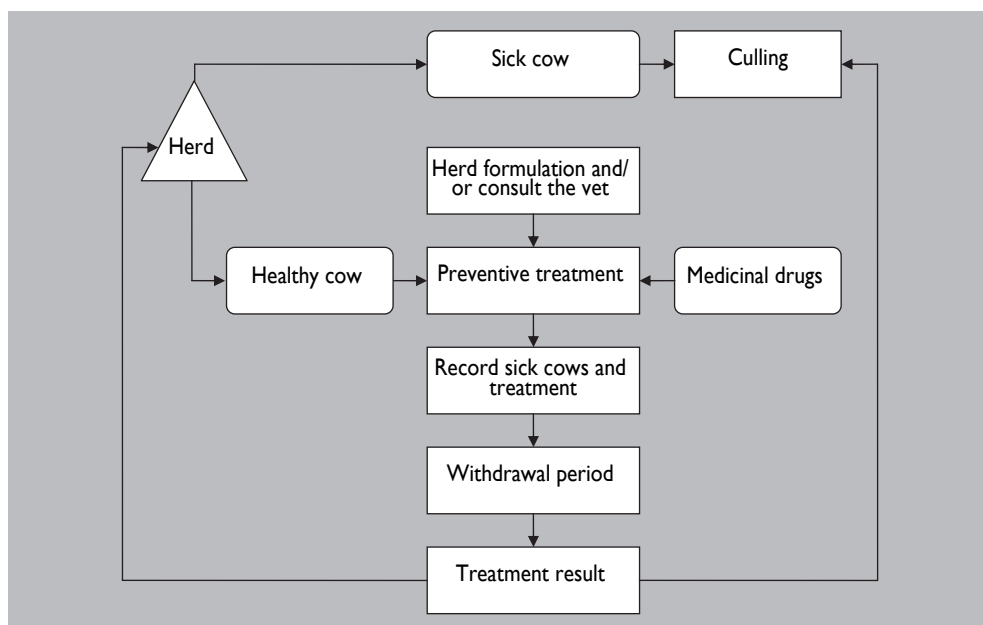 Sick cow
Culling
Herd
Herd formulation and/
or consult the vet
Healthy cow
Preventive treatment
Medicinal drugs
Record sick cows and
treatment
Withdrawal period
Treatment result